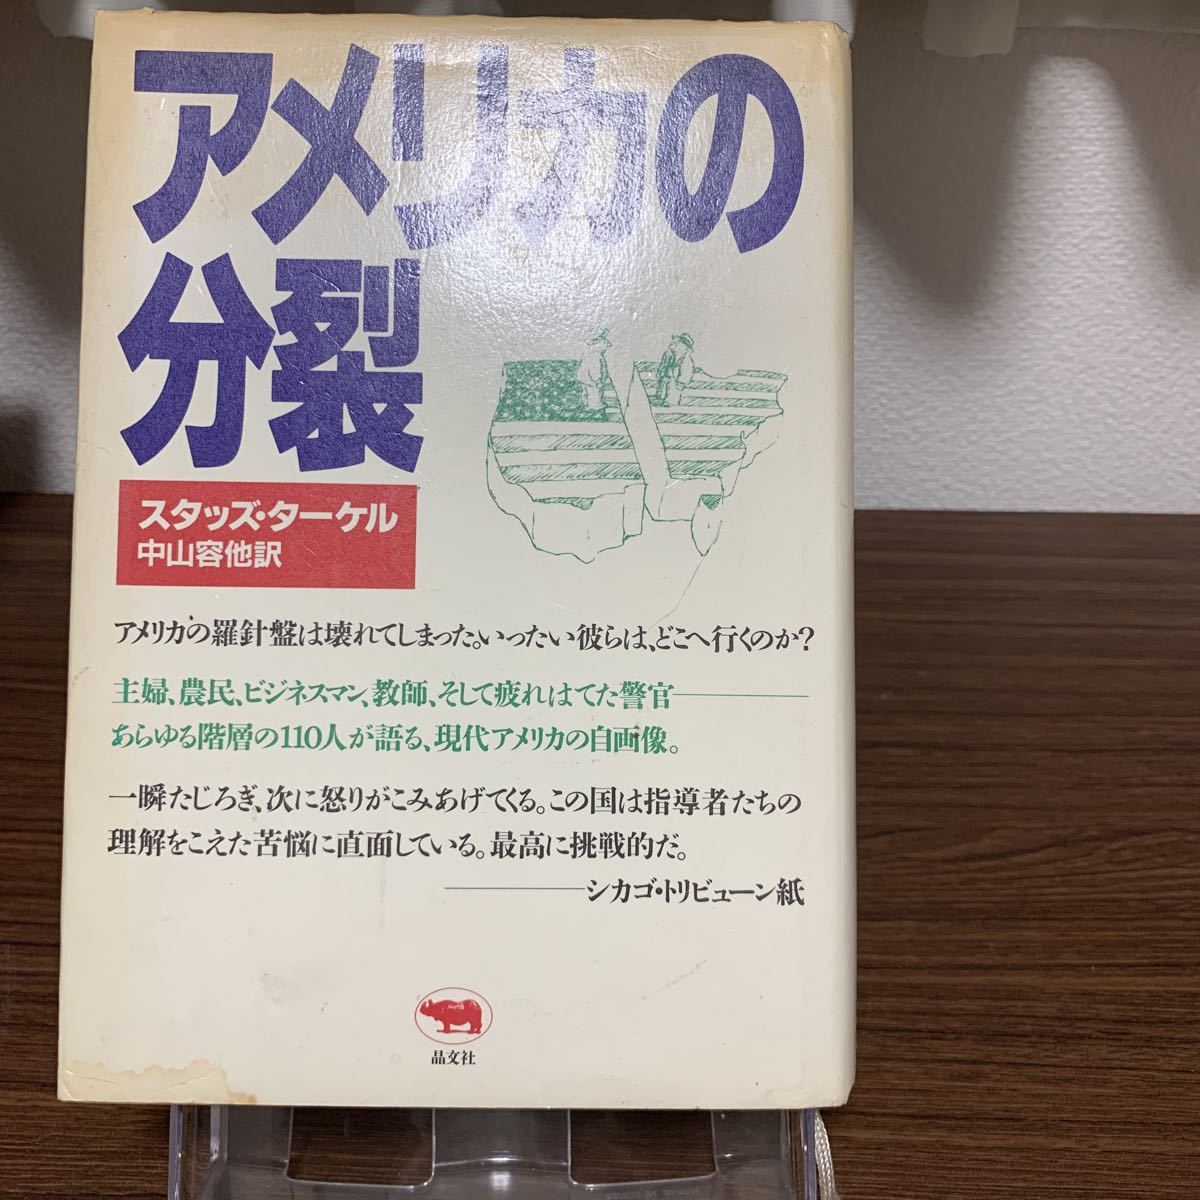 アメリカの
分裂
スタッズ・ターケル
中山容他訳
アメリカの羅針盤は壊れてしまった。いったい彼らは、どこへ行くのか?
主婦、農民、ビジネスマン、教師、そして疲れはてた警官――
あらゆる階層の110人が語る、現代アメリカの自画像。
一瞬たじろぎ、次に怒りがこみあげてくる。この国は指導者たちの
理解をこえた苦悩に直面している。最高に挑戦的だ。
――シカゴ・トリビューン紙
晶文社